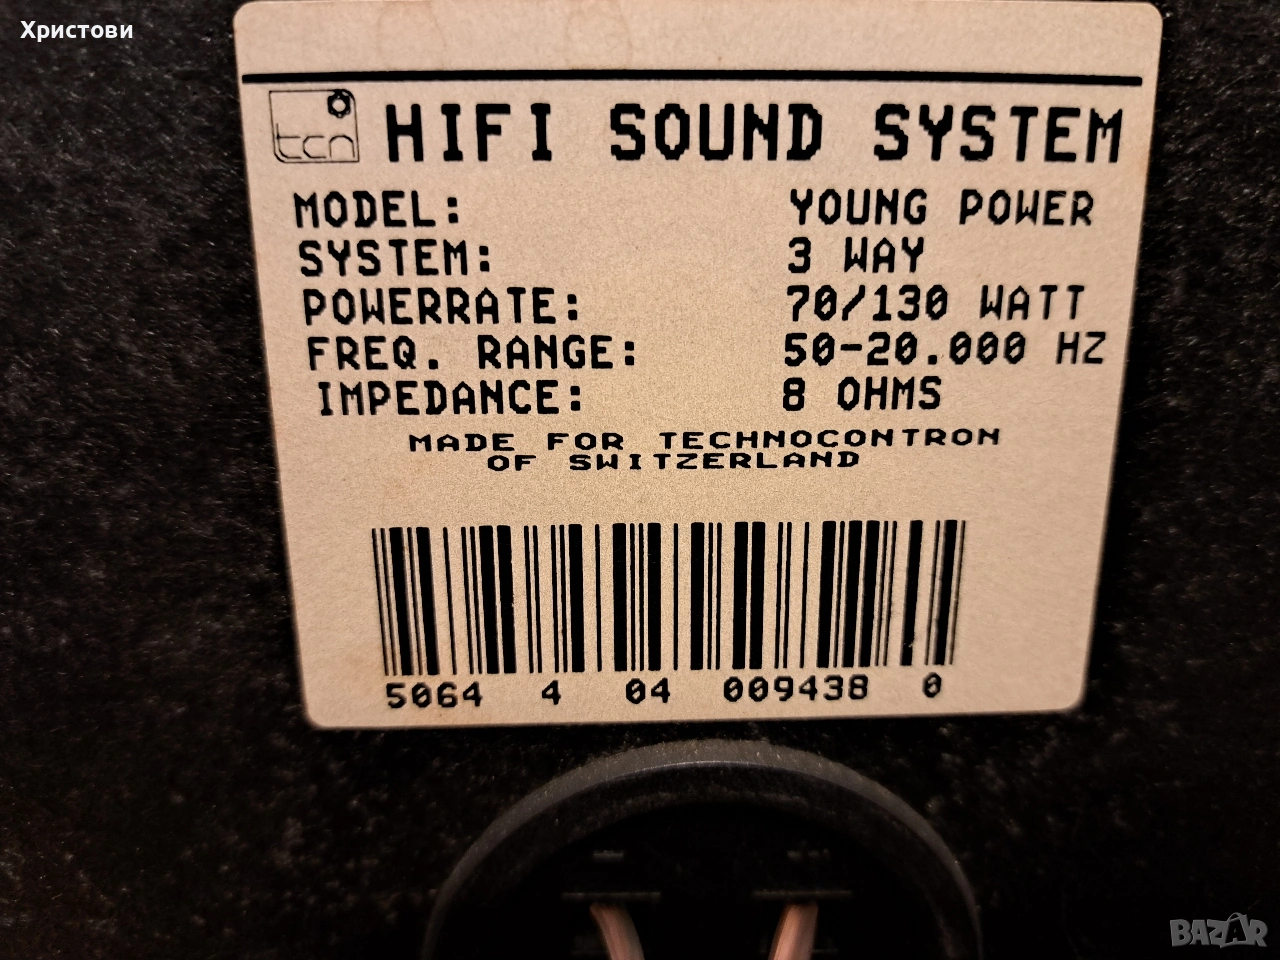 Христови
tcn HIFI SOUND SYSTEM
MODEL: YOUNG POWER
SYSTEM: 3 WAY
POWERRATE: 70/130 WATT
FREQ. RANGE: 50-20.000 HZ
IMPEDANCE: 8 OHMS
MADE FOR TECHNOCONTRON
OF SWITZERLAND
5064 4 04 009438 0
BAZAR